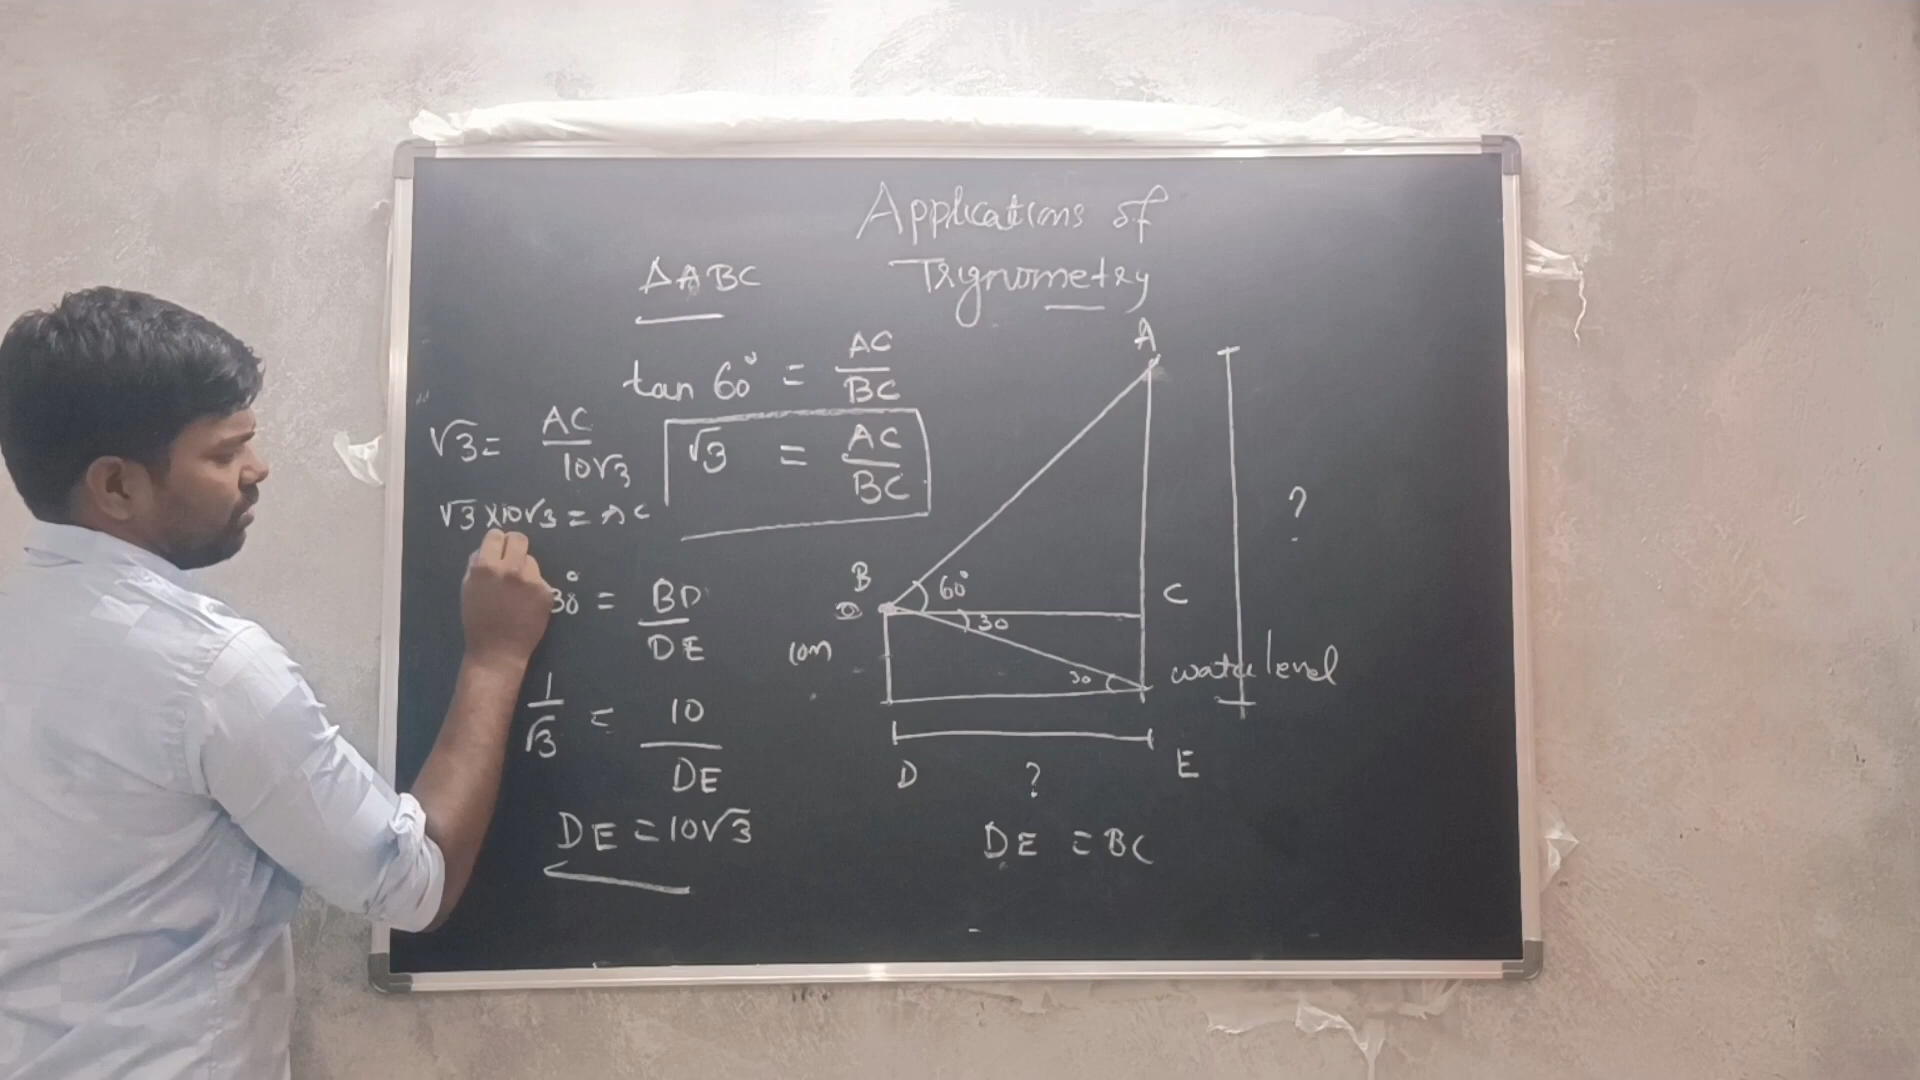 Applications of
Trignometry
ΔABC
tan 60° = AC/BC
√3 = AC/BC
√3 = AC/10√3
√3 × 10√3 = AC
30° = BD/DE
1/√3 = 10/DE
DE = 10√3
A
B
60°
C
30
30
10m
water level
?
D
?
E
DE = BC